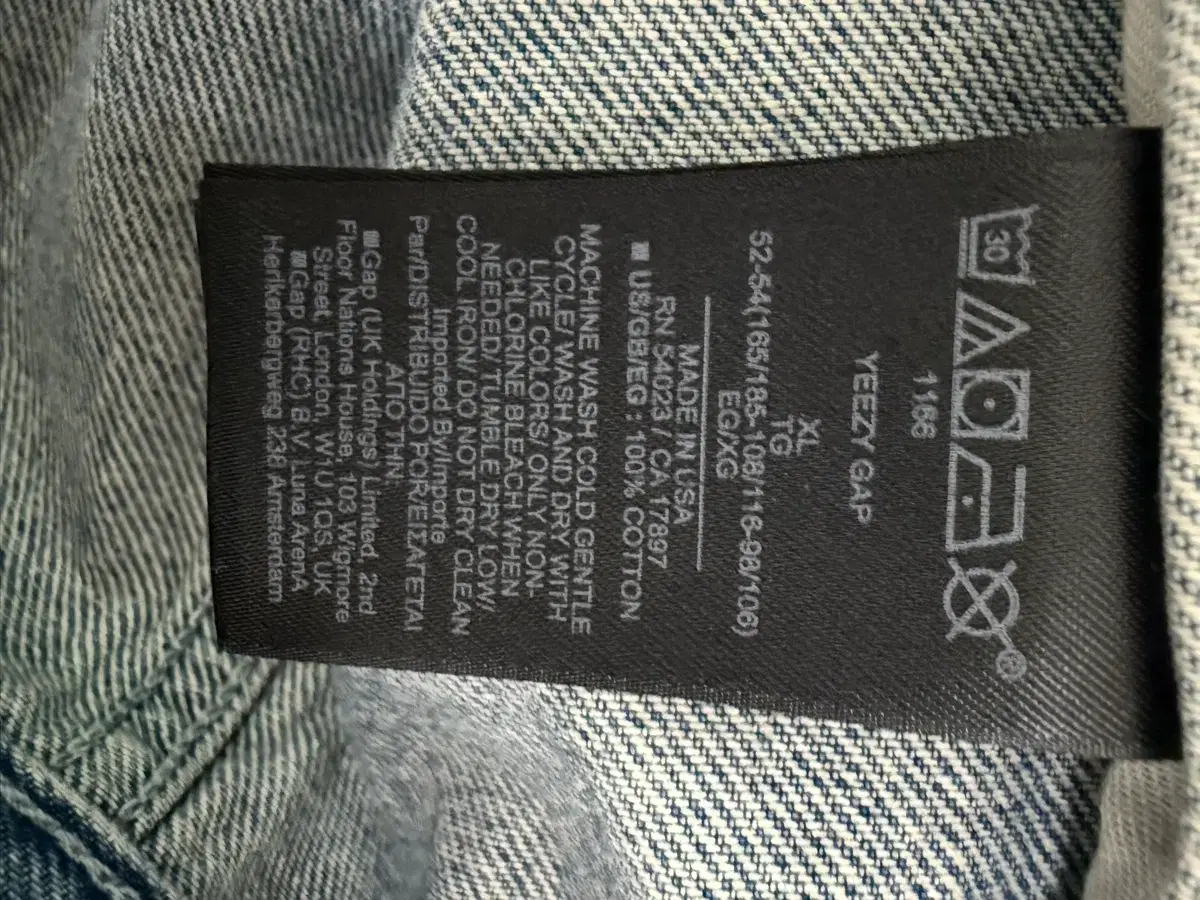 30
1166
YEEZY GAP
XL
TG
52-54(165/185-108/116-98/106)
EG/XG
MADE IN USA
RN 54023 / CA 17897
US/GB/EG : 100% COTTON
MACHINE WASH COLD GENTLE
CYCLE/ WASH AND DRY WITH
LIKE COLORS/ ONLY NON-
CHLORINE BLEACH WHEN
NEEDED/ TUMBLE DRY LOW/
COOL IRON/ DO NOT DRY CLEAN
Imported By/Importe
Par/DISTRIBUIDO POR/ΕΙΣΑΓΕΤΑΙ
ΑΠΟ ΤΗΝ:
Gap (UK Holdings) Limited, 2nd
Floor Nations House, 103 Wigmore
Street, London, W1U 1QS, UK
Gap (RHC) B.V. Luna ArenA
Herikerbergweg 238 Amsterdam